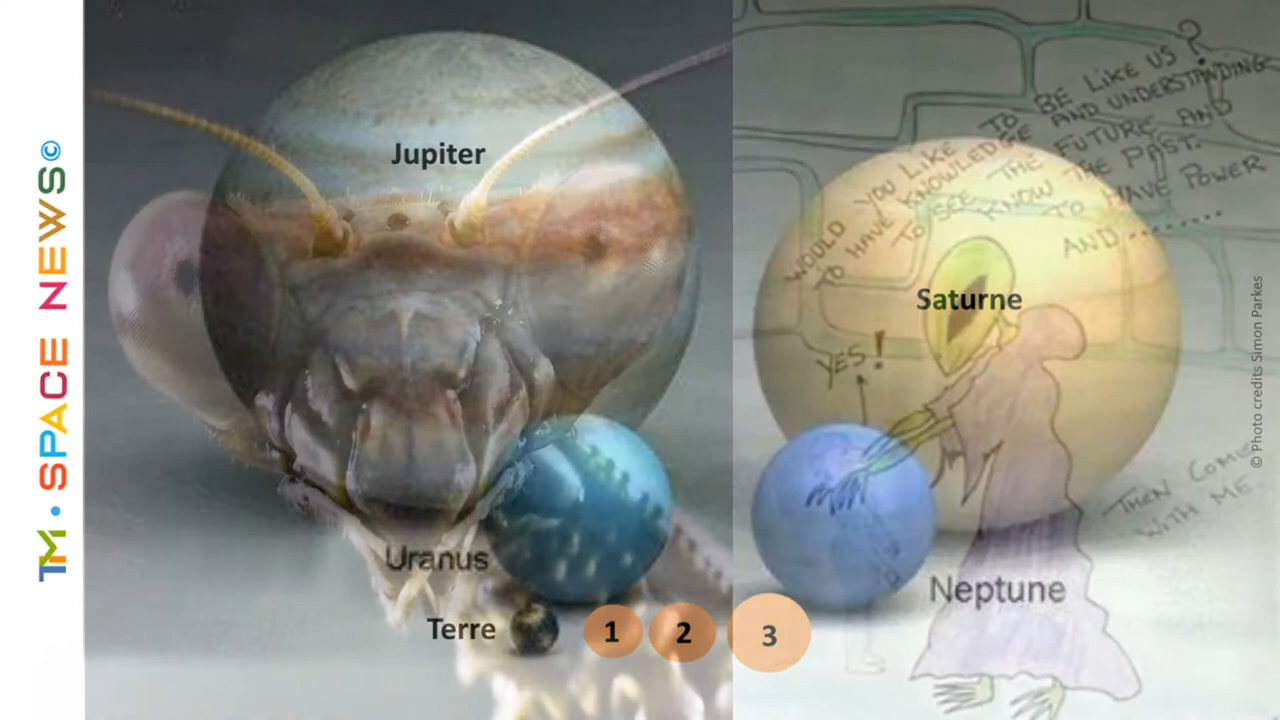 TM • SPACE NEWS©
Jupiter
Uranus
Terre
1
2
3
Saturne
Neptune
WOULD YOU LIKE TO BE LIKE US ?
TO HAVE KNOWLEDGE AND UNDERSTANDING
TO SEE THE FUTURE AND
KNOW THE PAST.
TO HAVE POWER
AND .......
YES!
THEN COME
WITH ME.
© Photo credits Simon Parkes